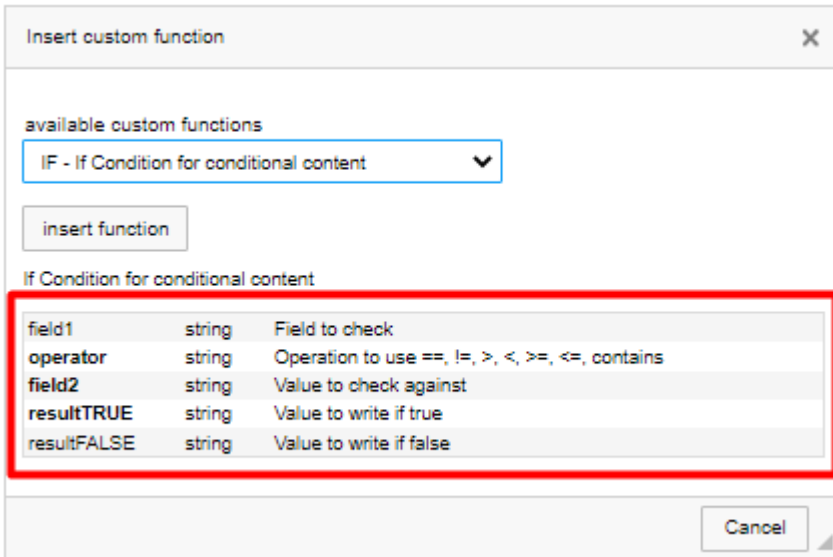 Insert custom function
available custom functions
IF - If Condition for conditional content
insert function
If Condition for conditional content
field1 string Field to check
operator string Operation to use ==, !=, >, <, >=, <=, contains
field2 string Value to check against
resultTRUE string Value to write if true
resultFALSE string Value to write if false
Cancel